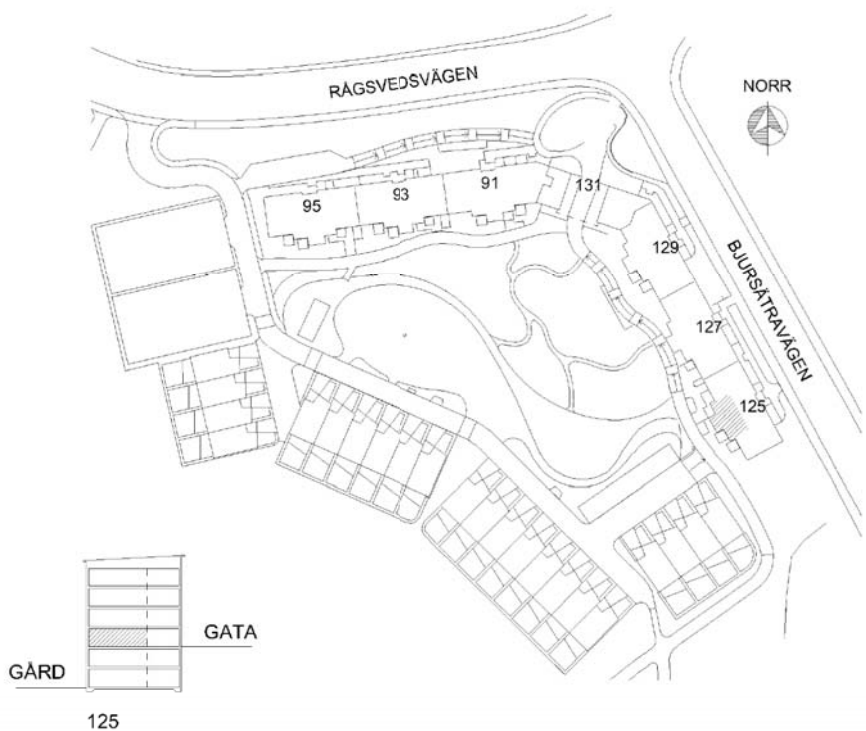 RÅGSVEDSVÄGEN
NORR
95
93
91
131
129
BJURSÄTRAVÄGEN
127
125
GATA
GÅRD
125